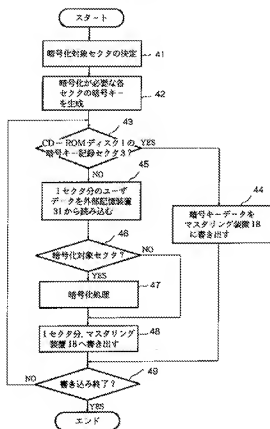 スタート
暗号化対象セクタの決定
41
暗号化が必要な各
セクタの暗号キー
を生成
42
43
CD-ROMディスク1の
暗号キー記録セクタ3?
YES
NO
45
1セクタ分のユーザ
データを外部記憶装置
31から読み込む
44
暗号キーデータを
マスタリング装置18
に書き出す
46
暗号化対象セクタ?
NO
YES
47
暗号化処理
48
1セクタ分、マスタリング
装置18へ書き出す
49
NO
書き込み終了?
YES
エンド